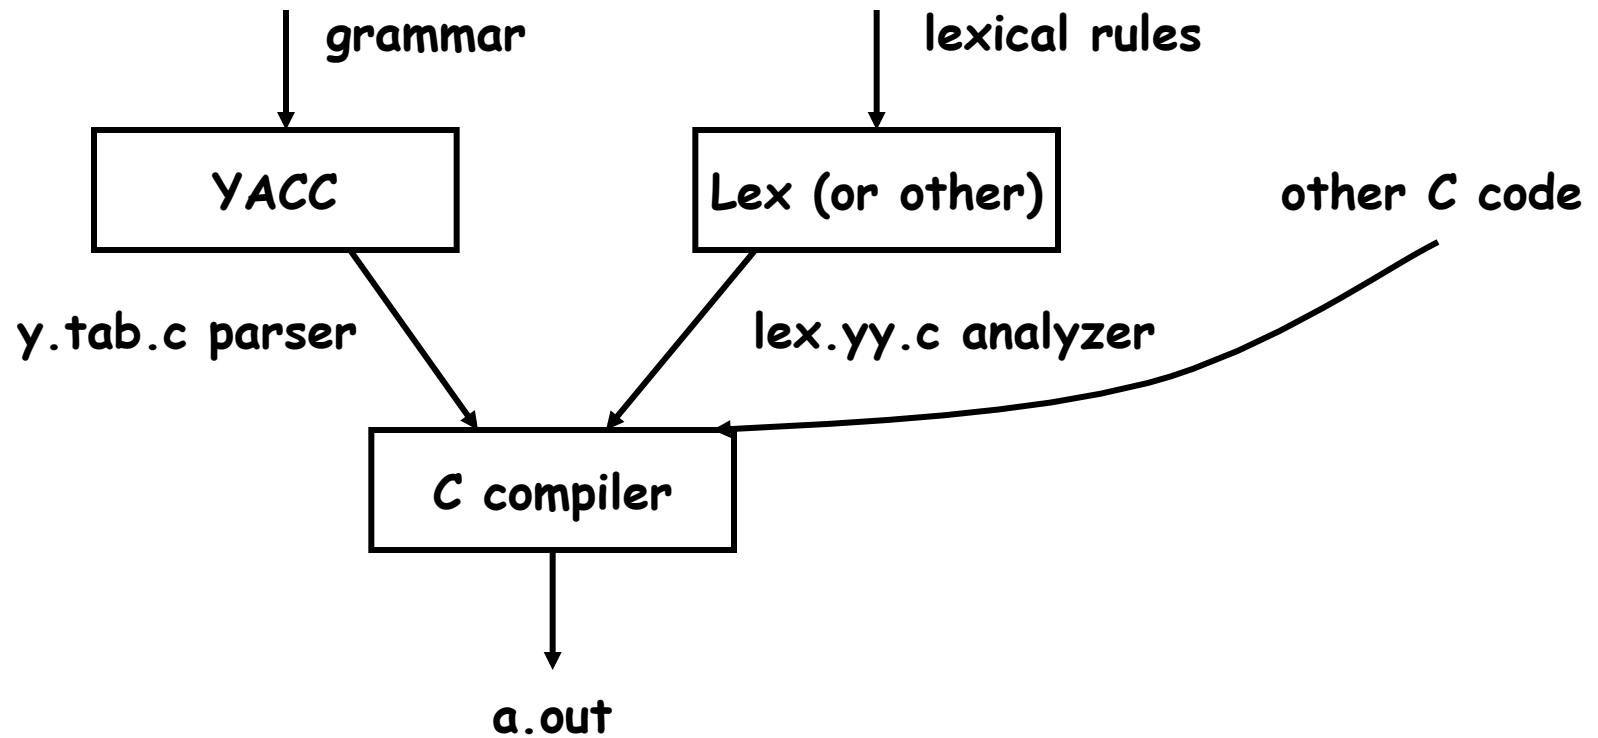 grammar
lexical rules
YACC
Lex (or other)
other C code
y.tab.c parser
lex.yy.c analyzer
C compiler
a.out